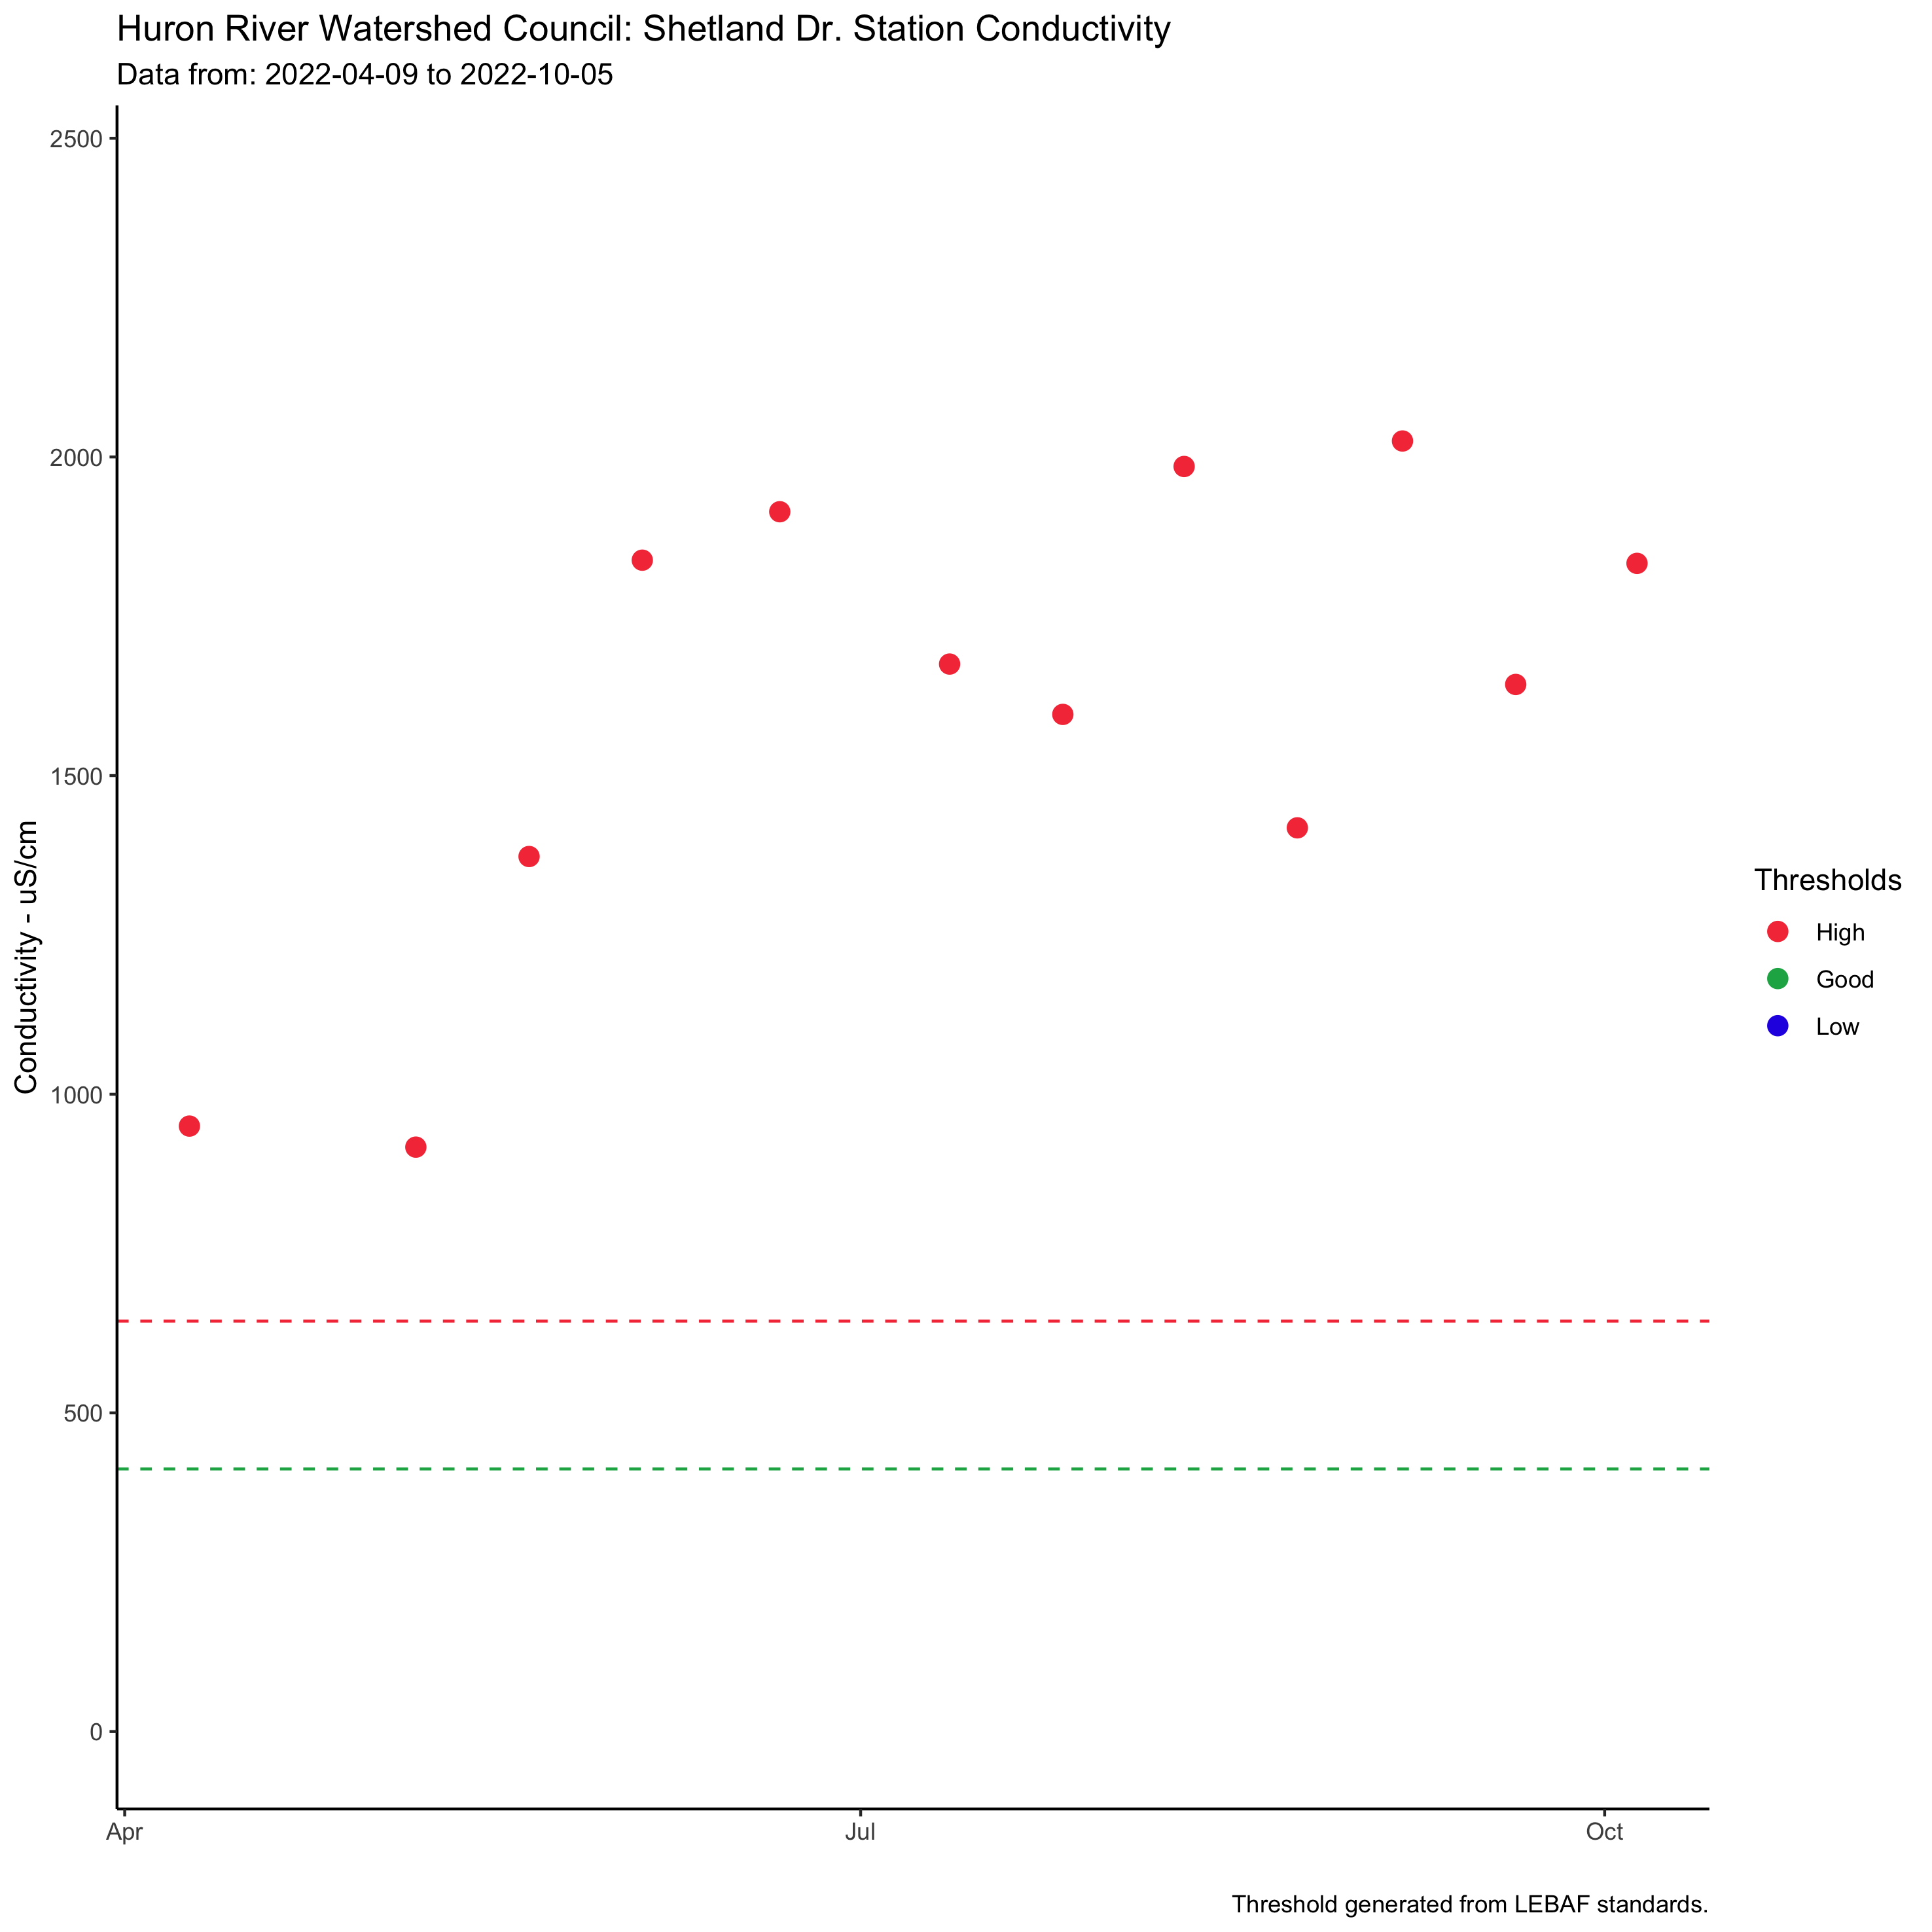 Huron River Watershed Council: Shetland Dr. Station Conductivity
Data from: 2022-04-09 to 2022-10-05
2500
2000
1500
1000
500
0
Conductivity - uS/cm
Apr
Jul
Oct
Thresholds
High
Good
Low
Threshold generated from LEBAF standards.